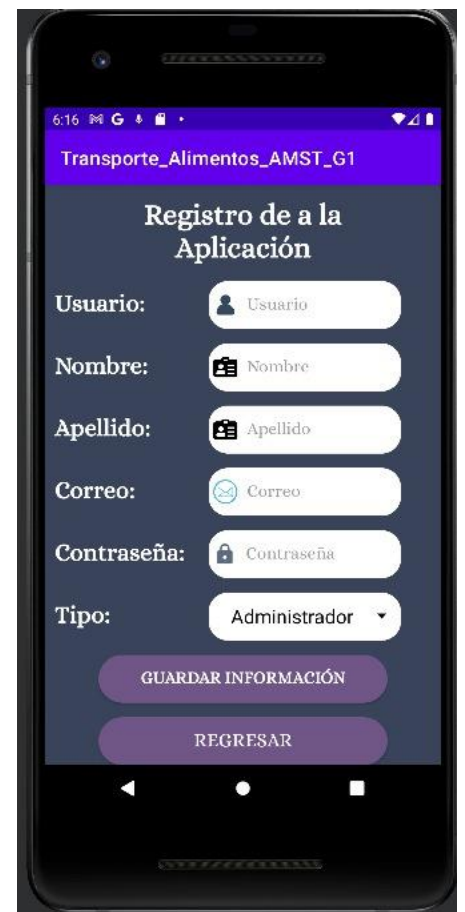 6:16
Transporte_Alimentos_AMST_G1
Registro de a la
Aplicación
Usuario: Usuario
Nombre: Nombre
Apellido: Apellido
Correo: Correo
Contraseña: Contraseña
Tipo: Administrador
GUARDAR INFORMACIÓN
REGRESAR